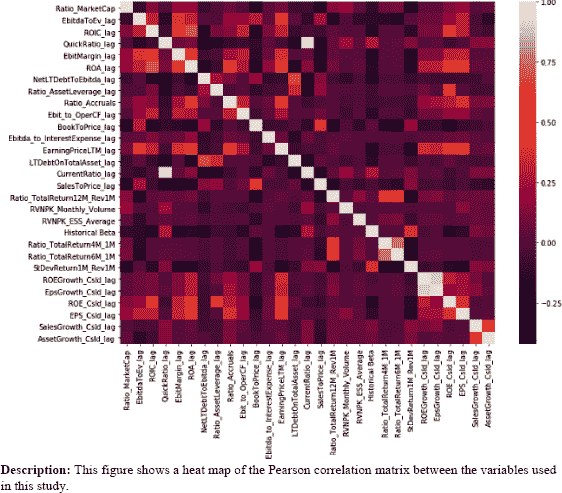 Ratio_MarketCap
EbitdaToEv_lag
ROIC_lag
QuickRatio_lag
EbitMargin_lag
ROA_lag
NetLTDebtToEbitda_lag
Ratio_AssetLeverage_lag
Ratio_Accruals
Ebit_to_OperCF_lag
BookToPrice_lag
Ebitda_to_InterestExpense_lag
EarningPriceLTM_lag
LTDebtOnTotalAsset_lag
CurrentRatio_lag
SalesToPrice_lag
Ratio_TotalReturn12M_Rev1M
RVNPK_Monthly_Volume
RVNPK_ESS_Average
Historical Beta
Ratio_TotalReturn4M_1M
Ratio_TotalReturn6M_1M
StDevReturn1M_Rev1M
ROEGrowth_Csld_lag
EpsGrowth_Csld_lag
ROE_Csld_lag
EPS_Csld_lag
SalesGrowth_Csld_lag
AssetGrowth_Csld_lag
Ratio_MarketCap
EbitdaToEv_lag
ROIC_lag
QuickRatio_lag
EbitMargin_lag
ROA_lag
NetLTDebtToEbitda_lag
Ratio_AssetLeverage_lag
Ratio_Accruals
Ebit_to_OperCF_lag
BookToPrice_lag
Ebitda_to_InterestExpense_lag
EarningPriceLTM_lag
LTDebtOnTotalAsset_lag
CurrentRatio_lag
SalesToPrice_lag
Ratio_TotalReturn12M_Rev1M
RVNPK_Monthly_Volume
RVNPK_ESS_Average
Historical Beta
Ratio_TotalReturn4M_1M
Ratio_TotalReturn6M_1M
StDevReturn1M_Rev1M
ROEGrowth_Csld_lag
EpsGrowth_Csld_lag
ROE_Csld_lag
EPS_Csld_lag
SalesGrowth_Csld_lag
AssetGrowth_Csld_lag
1.00
0.75
0.50
0.25
0.00
−0.25
Description: This figure shows a heat map of the Pearson correlation matrix between the variables used
in this study.